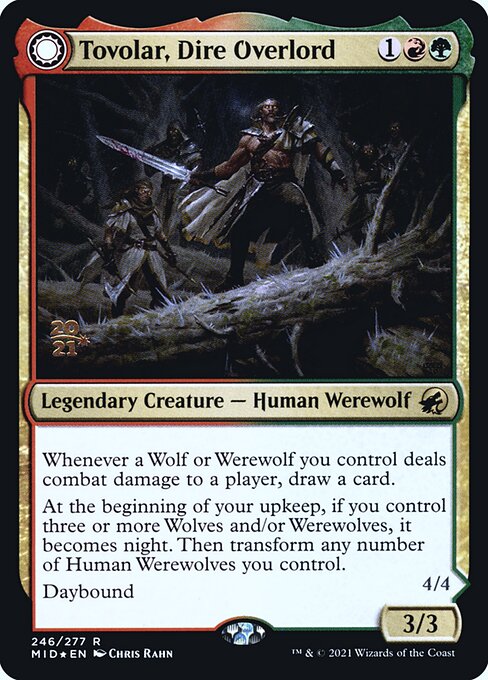 Tovolar, Dire Overlord 1
20
21
Legendary Creature — Human Werewolf
Whenever a Wolf or Werewolf you control deals
combat damage to a player, draw a card.
At the beginning of your upkeep, if you control
three or more Wolves and/or Werewolves, it
becomes night. Then transform any number
of Human Werewolves you control.
Daybound
4/4
3/3
246/277 R
MID★EN Chris Rahn
™ & © 2021 Wizards of the Coast